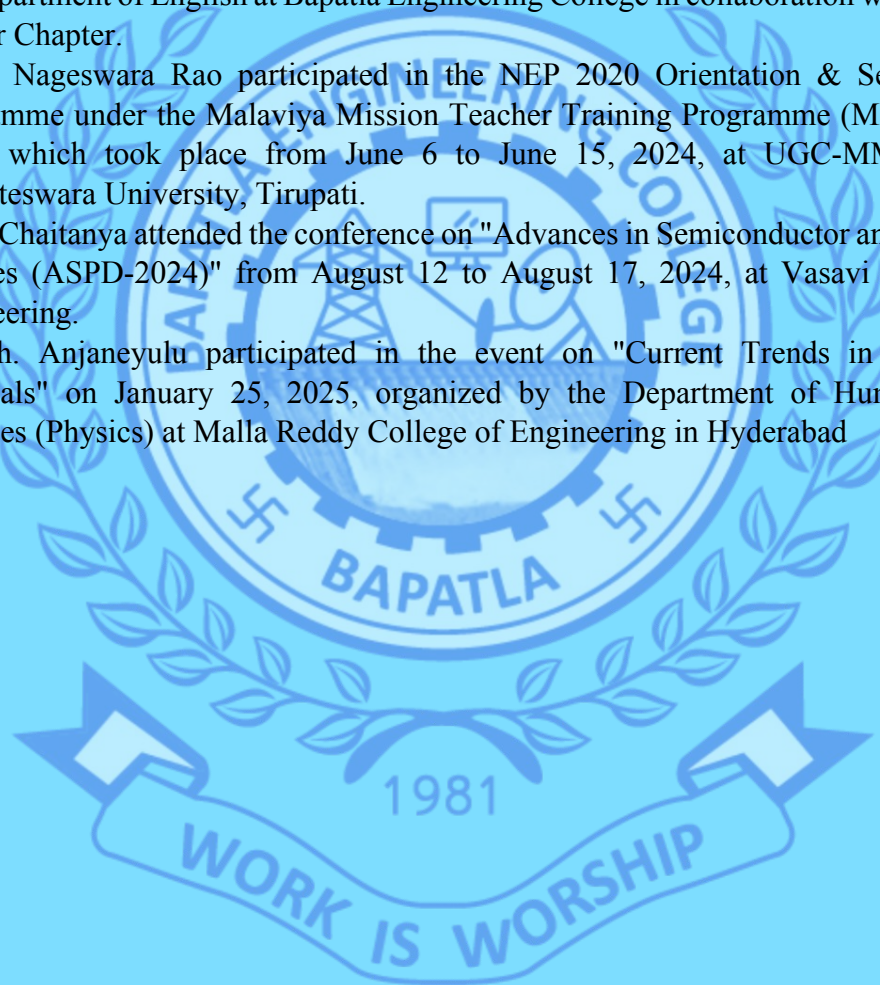 partment of English at Bapatla Engineering College in collaboration w
r Chapter.
Nageswara Rao participated in the NEP 2020 Orientation & Se
mme under the Malaviya Mission Teacher Training Programme (M
which took place from June 6 to June 15, 2024, at UGC-MM
teswara University, Tirupati.
Chaitanya attended the conference on "Advances in Semiconductor an
es (ASPD-2024)" from August 12 to August 17, 2024, at Vasavi
eering.
h. Anjaneyulu participated in the event on "Current Trends in
als" on January 25, 2025, organized by the Department of Hu
es (Physics) at Malla Reddy College of Engineering in Hyderabad
BAPATLA ENGINEERING COLLEGE
BAPATLA
1981
WORK IS WORSHIP